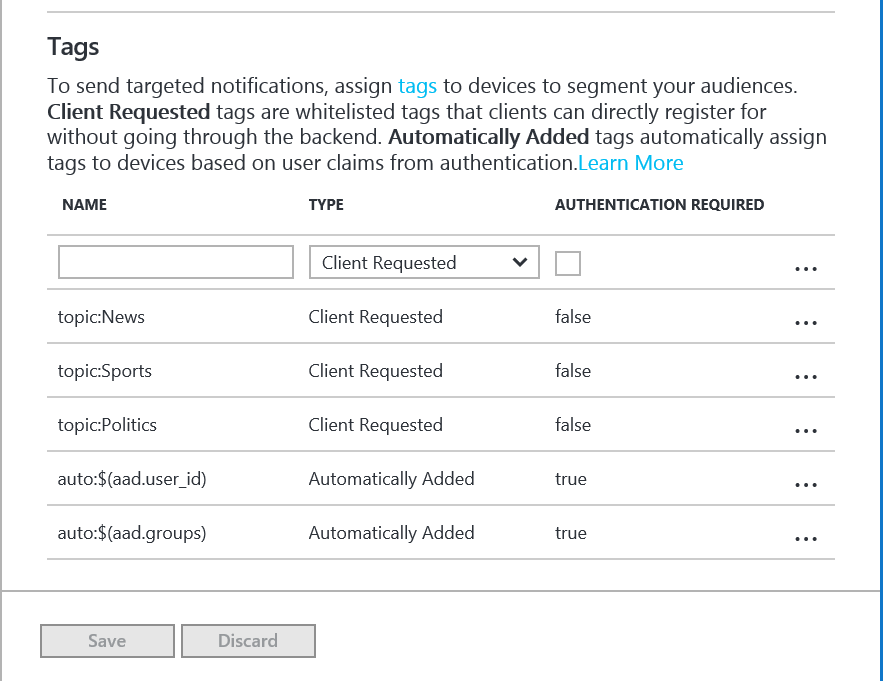 Tags
To send targeted notifications, assign tags to devices to segment your audiences.
Client Requested tags are whitelisted tags that clients can directly register for
without going through the backend. Automatically Added tags automatically assign
tags to devices based on user claims from authentication.Learn More
NAME TYPE AUTHENTICATION REQUIRED
Client Requested ...
topic:News Client Requested false ...
topic:Sports Client Requested false ...
topic:Politics Client Requested false ...
auto:$(aad.user_id) Automatically Added true ...
auto:$(aad.groups) Automatically Added true ...
Save Discard